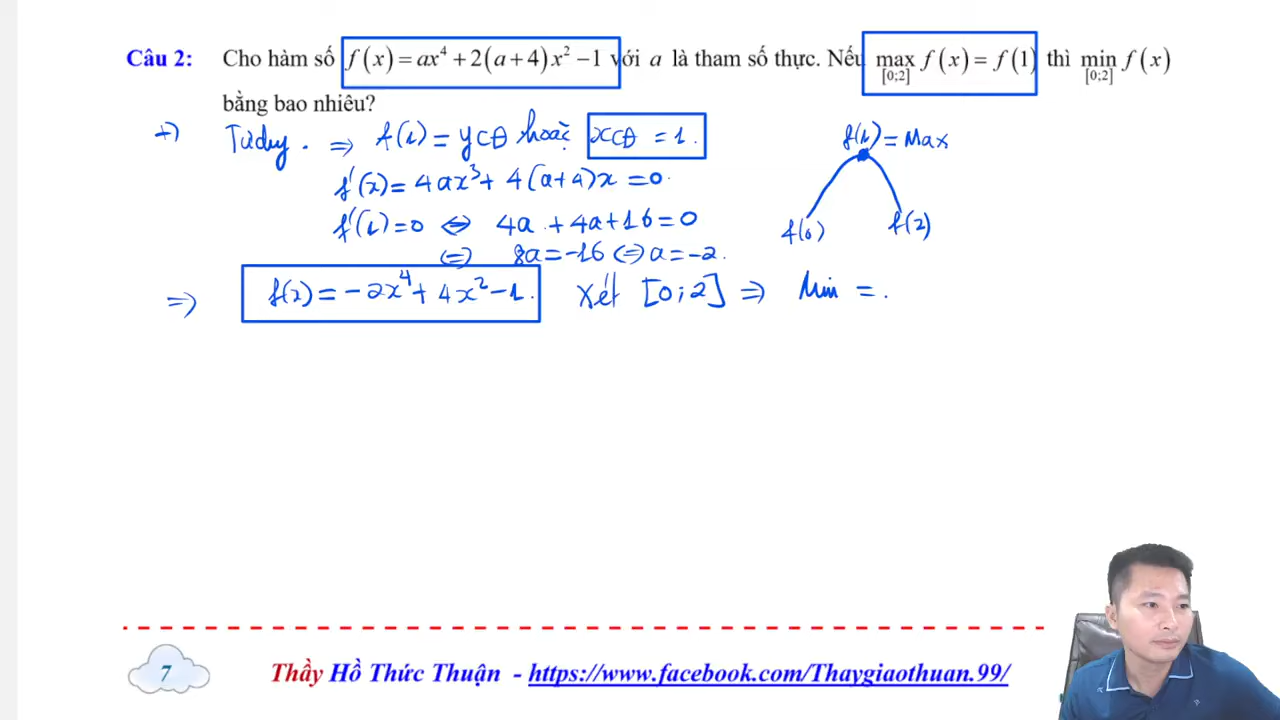 Câu 2: Cho hàm số f(x) = ax⁴ + 2(a+4)x² − 1 với a là tham số thực. Nếu max f(x) = f(1) thì min f(x)
[0;2] [0;2]
bằng bao nhiêu?
+) Tư duy. ⇒ f(1) = yCĐ hoặc xCĐ = 1. f(1) = Max
f'(x) = 4ax³ + 4(a+4)x = 0.
f'(1) = 0 ⇔ 4a + 4a + 16 = 0 f(0) f(2)
⇔ 8a = −16 ⇔ a = −2.
⇒ f(x) = −2x⁴ + 4x² − 1. Xét [0;2] ⇒ Min = .
7 Thầy Hồ Thức Thuận - https://www.facebook.com/Thaygiaothuan.99/